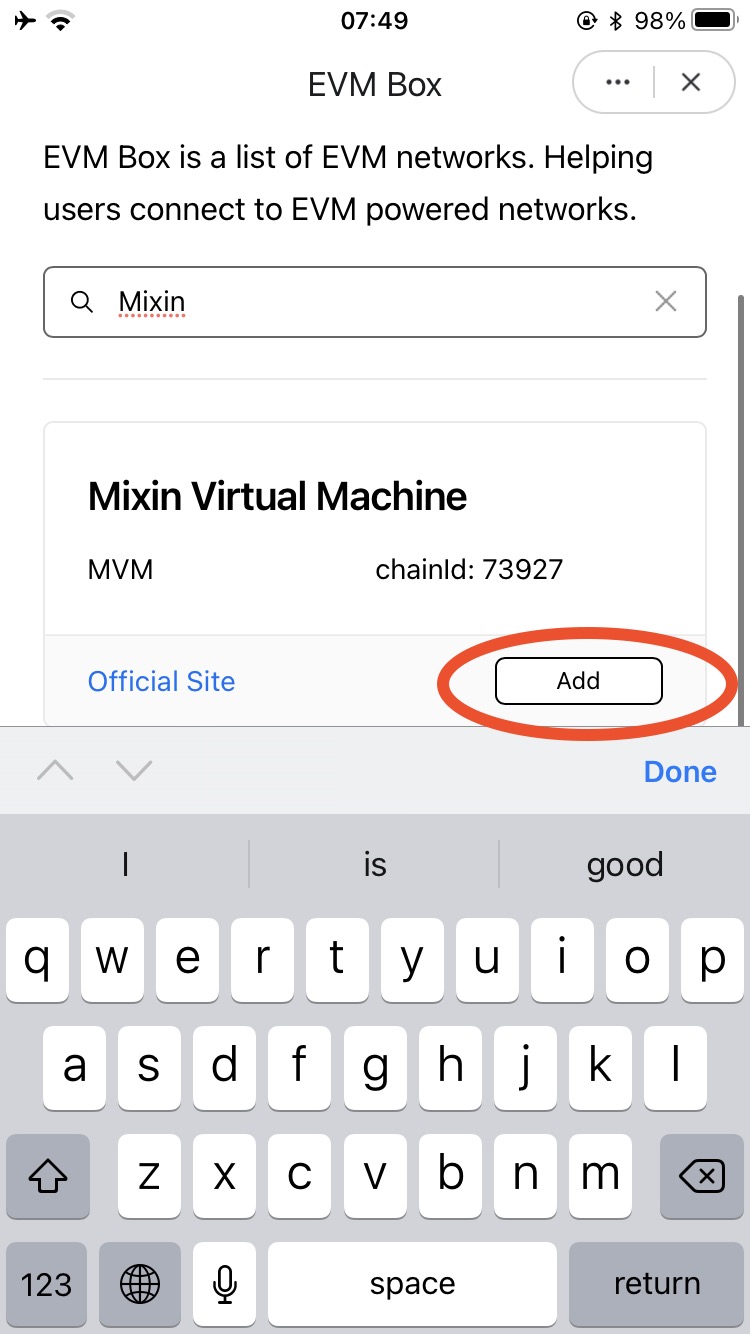 07:49 98%
EVM Box
EVM Box is a list of EVM networks. Helping
users connect to EVM powered networks.
Mixin
Mixin Virtual Machine
MVM chainId: 73927
Official Site Add
Done
I is good
q w e r t y u i o p
a s d f g h j k l
z x c v b n m
123 space return